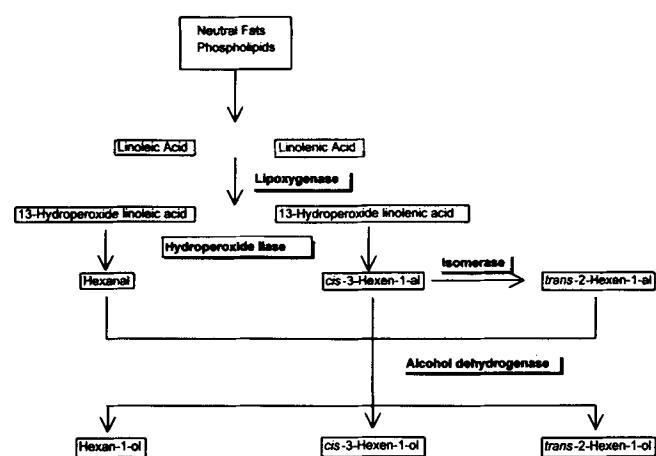 Neutral Fats
Phospholipids
Linoleic Acid
Linolenic Acid
Lipoxygenase
13-Hydroperoxide linoleic acid
13-Hydroperoxide linolenic acid
Hydroperoxide liase
Isomerase
Hexanal
cis-3-Hexen-1-al
trans-2-Hexen-1-al
Alcohol dehydrogenase
Hexan-1-ol
cis-3-Hexen-1-ol
trans-2-Hexen-1-ol